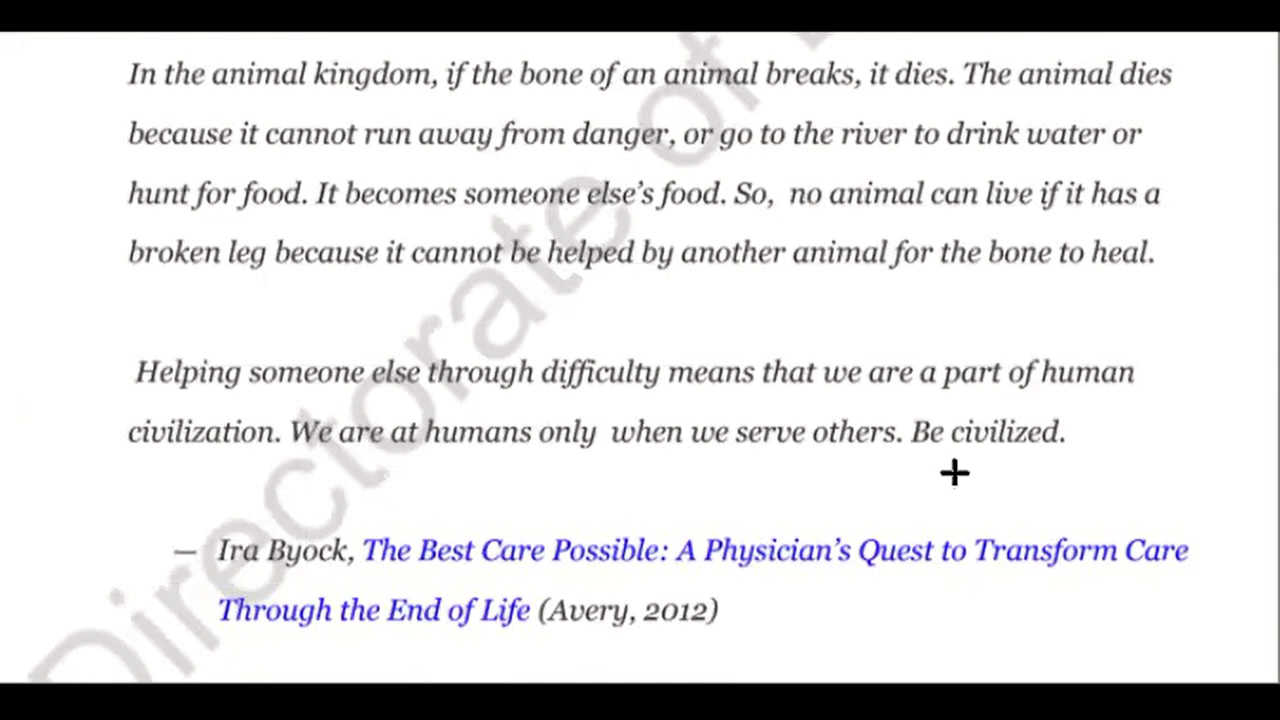 In the animal kingdom, if the bone of an animal breaks, it dies. The animal dies
because it cannot run away from danger, or go to the river to drink water or
hunt for food. It becomes someone else's food. So,  no animal can live if it has a
broken leg because it cannot be helped by another animal for the bone to heal.
Helping someone else through difficulty means that we are a part of human
civilization. We are at humans only  when we serve others. Be civilized.
— Ira Byock, The Best Care Possible: A Physician's Quest to Transform Care
Through the End of Life (Avery, 2012)
Directorate of